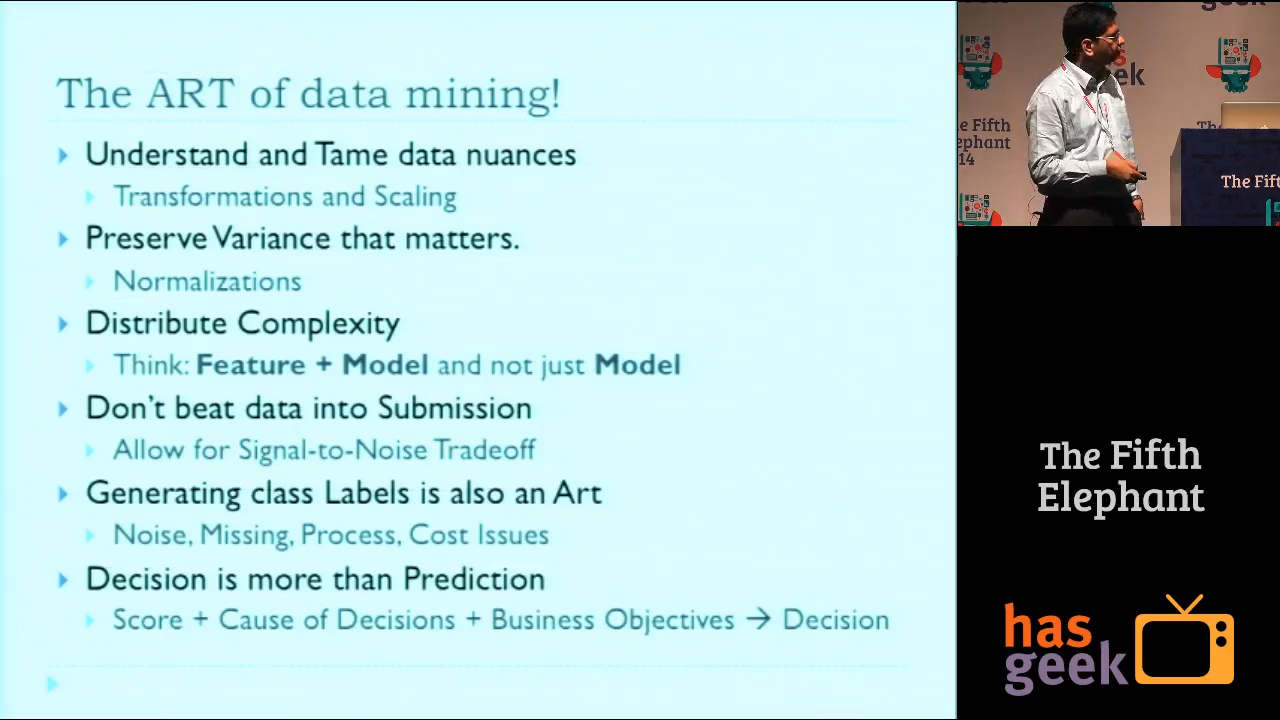 The ART of data mining!
Understand and Tame data nuances
Transformations and Scaling
Preserve Variance that matters.
Normalizations
Distribute Complexity
Think: Feature + Model and not just Model
Don't beat data into Submission
Allow for Signal-to-Noise Tradeoff
Generating class Labels is also an Art
Noise, Missing, Process, Cost Issues
Decision is more than Prediction
Score + Cause of Decisions + Business Objectives → Decision
geek
The Fifth
The Fifth
Elephant
has
geek